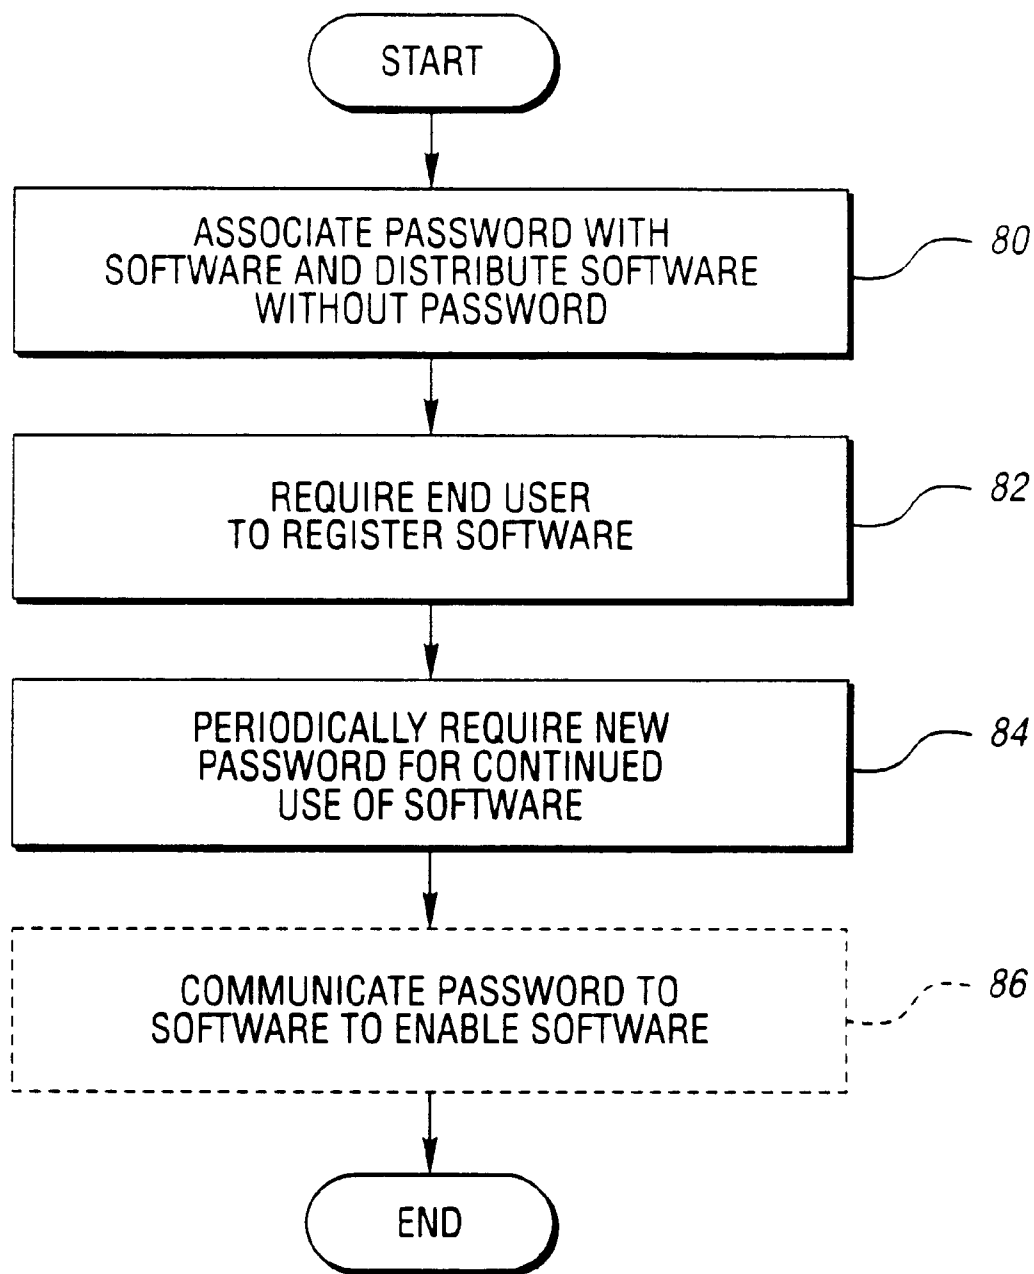 START
ASSOCIATE PASSWORD WITH
SOFTWARE AND DISTRIBUTE SOFTWARE
WITHOUT PASSWORD
80
REQUIRE END USER
TO REGISTER SOFTWARE
82
PERIODICALLY REQUIRE NEW
PASSWORD FOR CONTINUED
USE OF SOFTWARE
84
COMMUNICATE PASSWORD TO
SOFTWARE TO ENABLE SOFTWARE
86
END